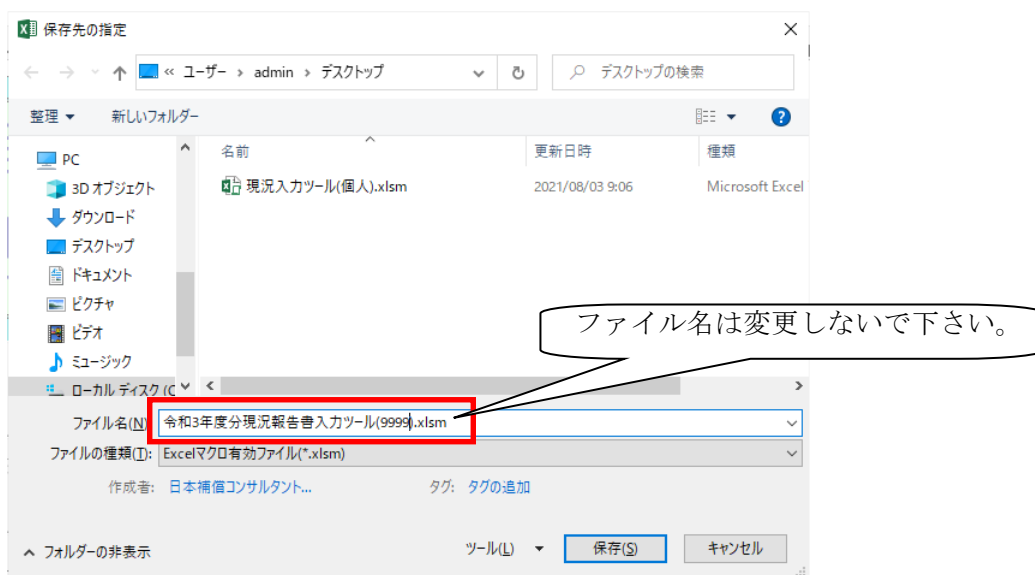 保存先の指定
« ユーザー › admin › デスクトップ
デスクトップの検索
整理 新しいフォルダー
名前 更新日時 種類
PC
3D オブジェクト
現況入力ツール(個人).xlsm 2021/08/03 9:06 Microsoft Excel
ダウンロード
デスクトップ
ドキュメント
ピクチャ
ビデオ
ミュージック
ローカル ディスク (C
ファイル名は変更しないで下さい。
ファイル名(N) 令和3年度分現況報告書入力ツール(9999).xlsm
ファイルの種類(T): Excelマクロ有効ファイル(*.xlsm)
作成者: 日本補償コンサルタント... タグ: タグの追加
フォルダーの非表示 ツール(L) 保存(S) キャンセル